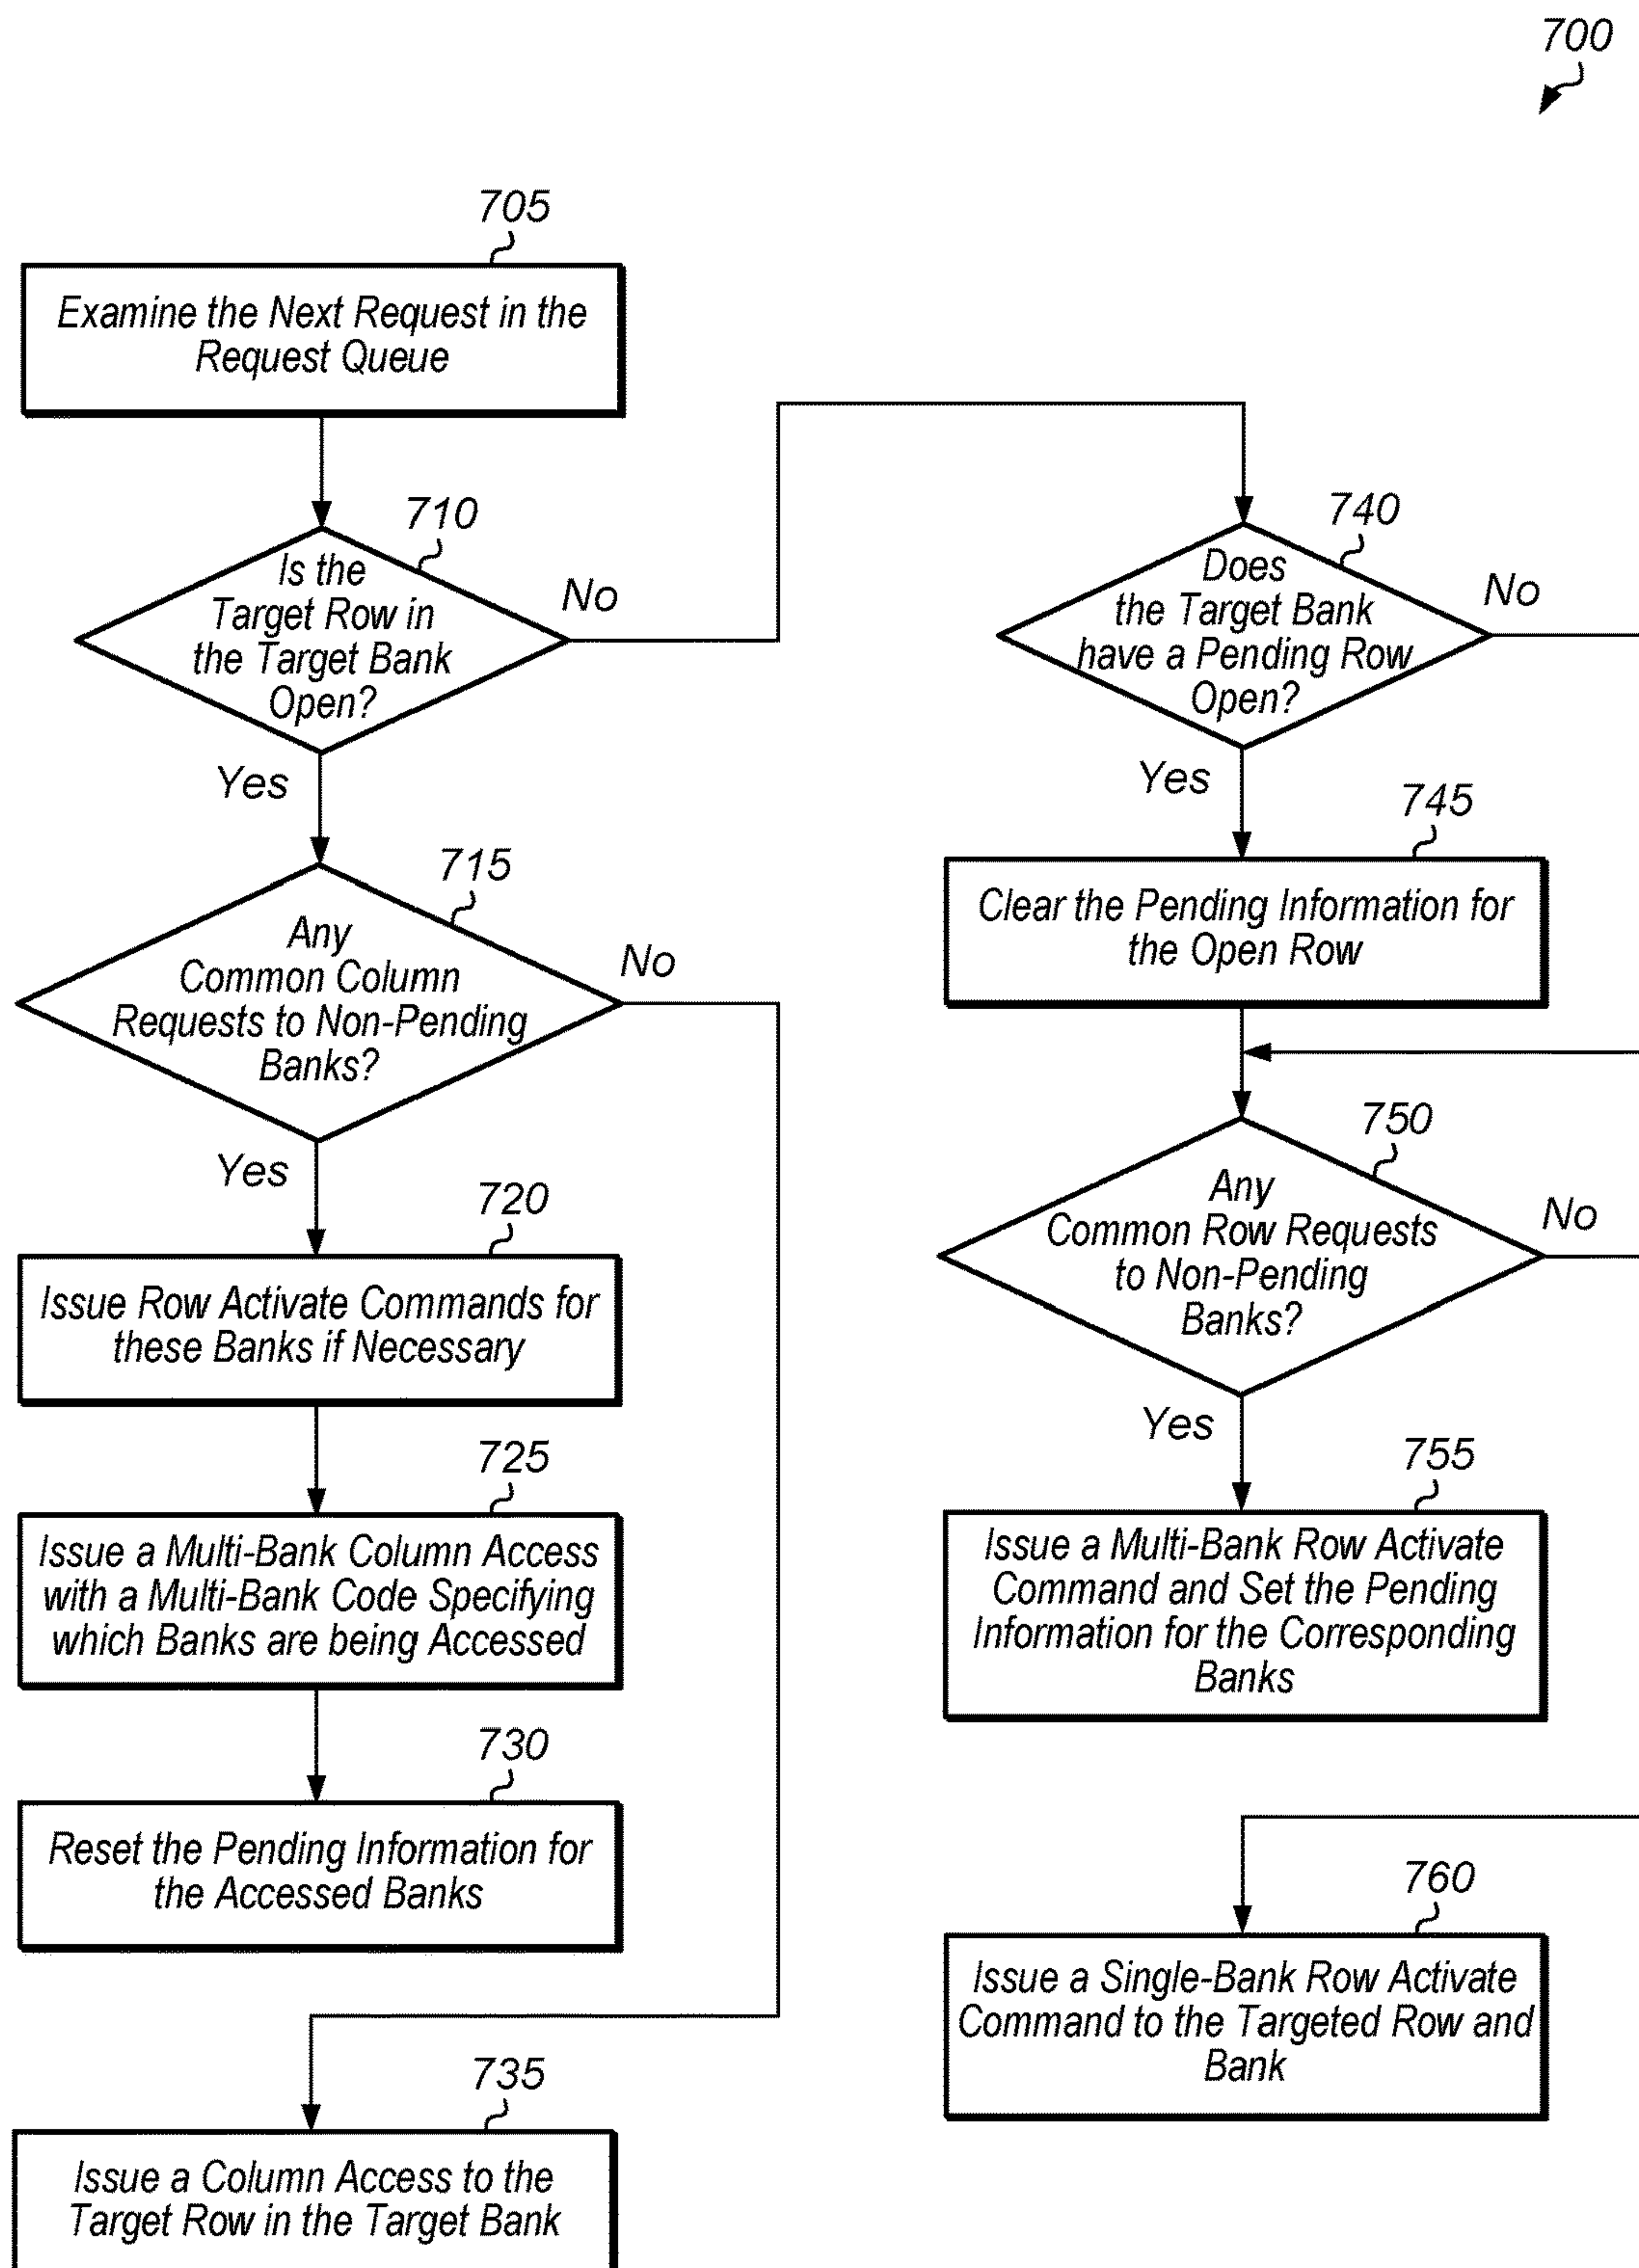 700
705
Examine the Next Request in the
Request Queue
710
Is the
Target Row in
the Target Bank
Open?
No
Yes
715
Any
Common Column
Requests to Non-Pending
Banks?
No
Yes
720
Issue Row Activate Commands for
these Banks if Necessary
725
Issue a Multi-Bank Column Access
with a Multi-Bank Code Specifying
which Banks are being Accessed
730
Reset the Pending Information for
the Accessed Banks
735
Issue a Column Access to the
Target Row in the Target Bank
740
Does
the Target Bank
have a Pending Row
Open?
No
Yes
745
Clear the Pending Information for
the Open Row
750
Any
Common Row Requests
to Non-Pending
Banks?
No
Yes
755
Issue a Multi-Bank Row Activate
Command and Set the Pending
Information for the Corresponding
Banks
760
Issue a Single-Bank Row Activate
Command to the Targeted Row and
Bank